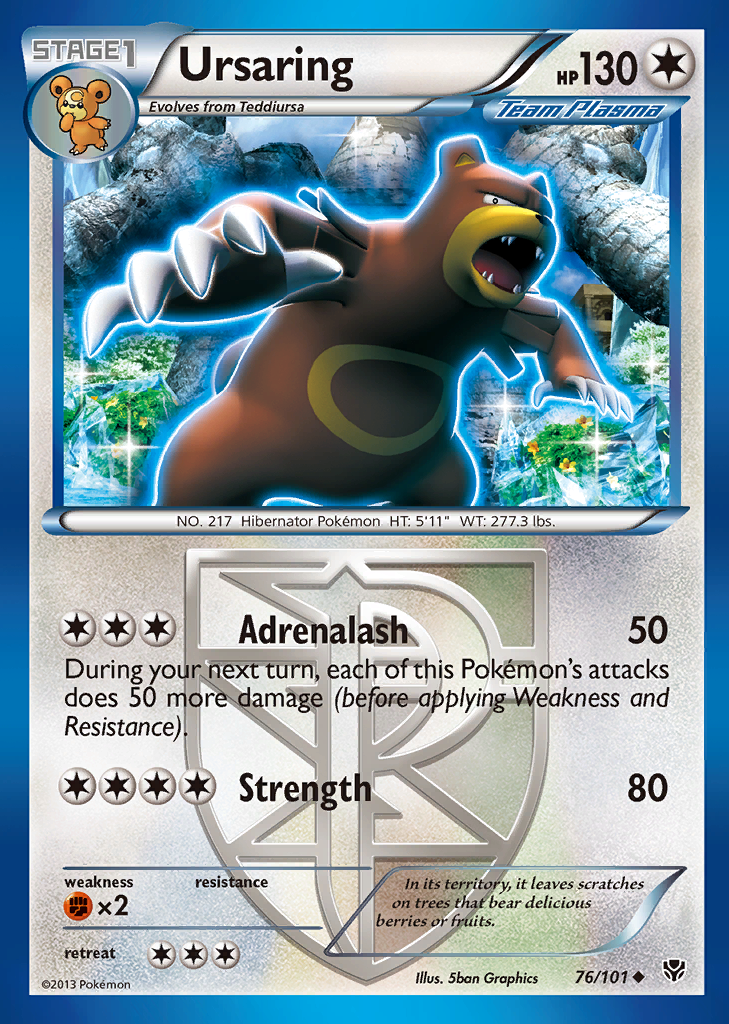 STAGE1
Ursaring
HP130
Evolves from Teddiursa
Team Plasma
NO. 217 Hibernator Pokémon HT: 5'11" WT: 277.3 lbs.
Adrenalash 50
During your next turn, each of this Pokémon's attacks
does 50 more damage (before applying Weakness and
Resistance).
Strength 80
weakness resistance
×2
retreat
In its territory, it leaves scratches
on trees that bear delicious
berries or fruits.
©2013 Pokémon
Illus. 5ban Graphics
76/101